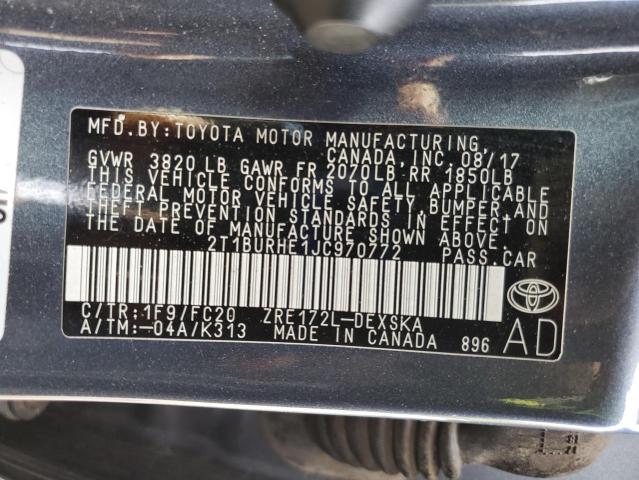 MFD.BY:TOYOTA MOTOR MANUFACTURING,
CANADA, INC. 08/17
GVWR 3820 LB GAWR FR 2070LB RR 1850LB
THIS VEHICLE CONFORMS TO ALL APPLICABLE
FEDERAL MOTOR VEHICLE SAFETY, BUMPER AND
THEFT PREVENTION STANDARDS IN EFFECT ON
THE DATE OF MANUFACTURE SHOWN ABOVE.
2T1BURHE1JC970772 PASS.CAR
C/TR:1F9/FC20 ZRE172L-DEXSKA
A/TM:-04A/K313 MADE IN CANADA 896
AD